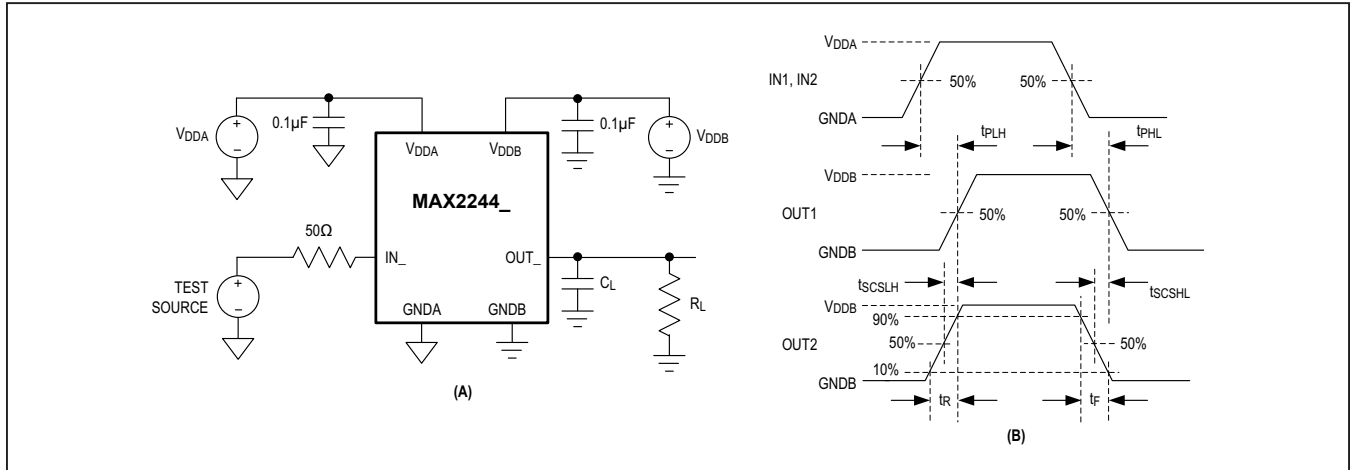 VDDA
0.1µF
0.1µF
VDDB
VDDA
VDDB
MAX2244_
50Ω
IN_
OUT_
TEST
SOURCE
CL
RL
GNDA
GNDB
(A)
VDDA
IN1, IN2
50%
50%
GNDA
tPLH
tPHL
VDDB
OUT1
50%
50%
GNDB
tSCSLH
tSCSHL
VDDB
90%
OUT2
50%
50%
10%
GNDB
tR
tF
(B)